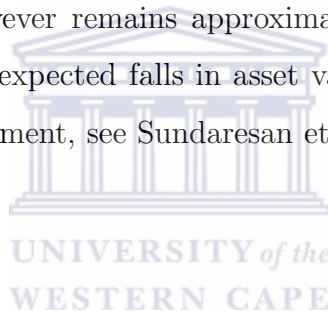 ever remains approxima
expected falls in asset va
ment, see Sundaresan et
UNIVERSITY of the
WESTERN CAPE